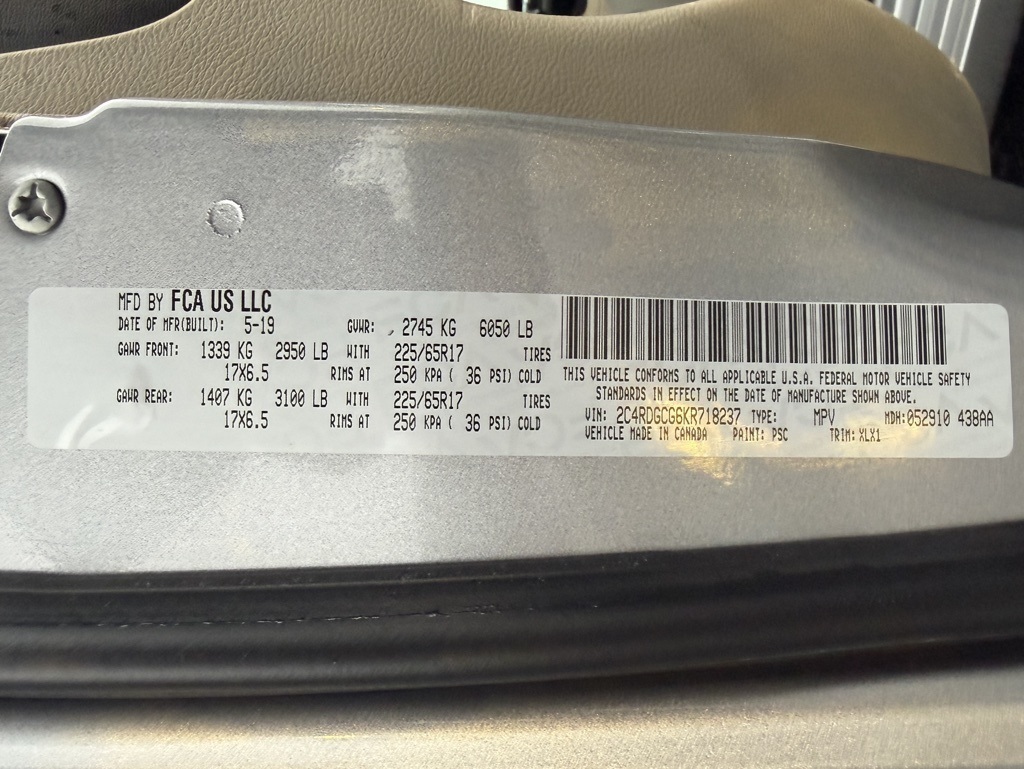 MFD BY FCA US LLC
DATE OF MFR(BUILT): 5-19 GVWR: 2745 KG 6050 LB
GAWR FRONT: 1339 KG 2950 LB WITH 225/65R17 TIRES
17X6.5 RIMS AT 250 KPA ( 36 PSI) COLD
GAWR REAR: 1407 KG 3100 LB WITH 225/65R17 TIRES
17X6.5 RIMS AT 250 KPA ( 36 PSI) COLD
THIS VEHICLE CONFORMS TO ALL APPLICABLE U.S.A. FEDERAL MOTOR VEHICLE SAFETY
STANDARDS IN EFFECT ON THE DATE OF MANUFACTURE SHOWN ABOVE.
VIN: 2C4RDGCG6KR718237 TYPE: MPV MDH:052910 438AA
VEHICLE MADE IN CANADA PAINT: PSC TRIM: XLX1